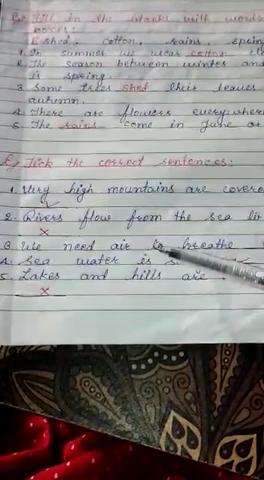 Fill in the blanks with words
boxes:
shed, cotton, rains, spring
1. In summer we wear cotton
2. The season between winter and
is spring.
3. Some trees shed their leaves
autumn.
4. There are flowers everywhere
5. The rains come in June or
E. Tick the correct sentences:
1. Very high mountains are covere
✓
2. Rivers flow from the sea
×
3. We need air to breathe
4. Sea water is ✓
5. Lakes and hills are
×